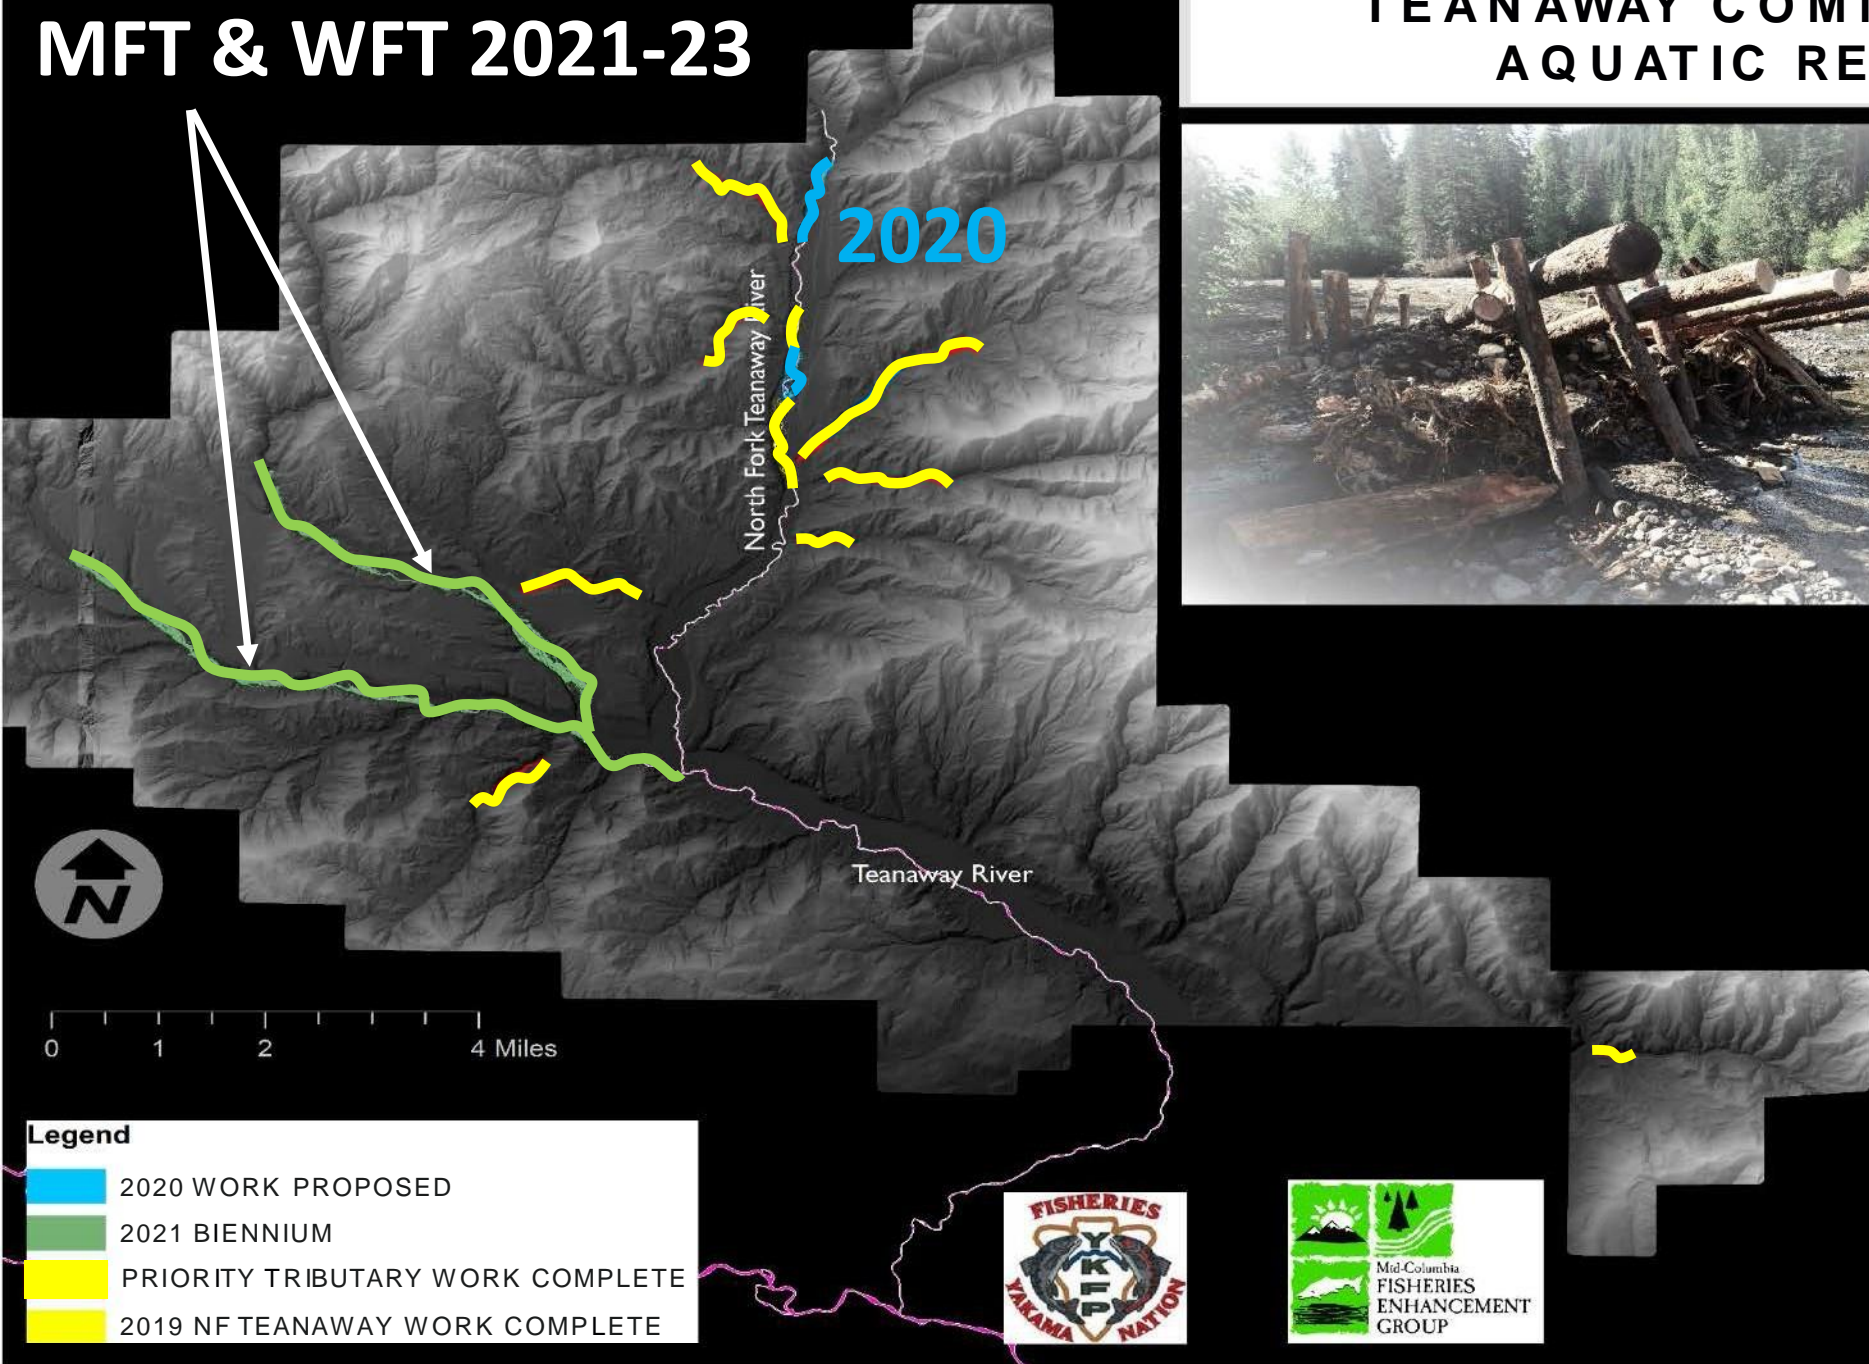 MFT & WFT 2021-23
TEANAWAY
AQUATIC
2020
North Fork Teanaway River
Teanaway River
N
0 1 2 4 Miles
Legend
2020 WORK PROPOSED
2021 BIENNIUM
PRIORITY TRIBUTARY WORK COMPLETE
2019 NF TEANAWAY WORK COMPLETE
FISHERIES
YKFP
YAKAMA NATION
Mid-Columbia
FISHERIES
ENHANCEMENT
GROUP